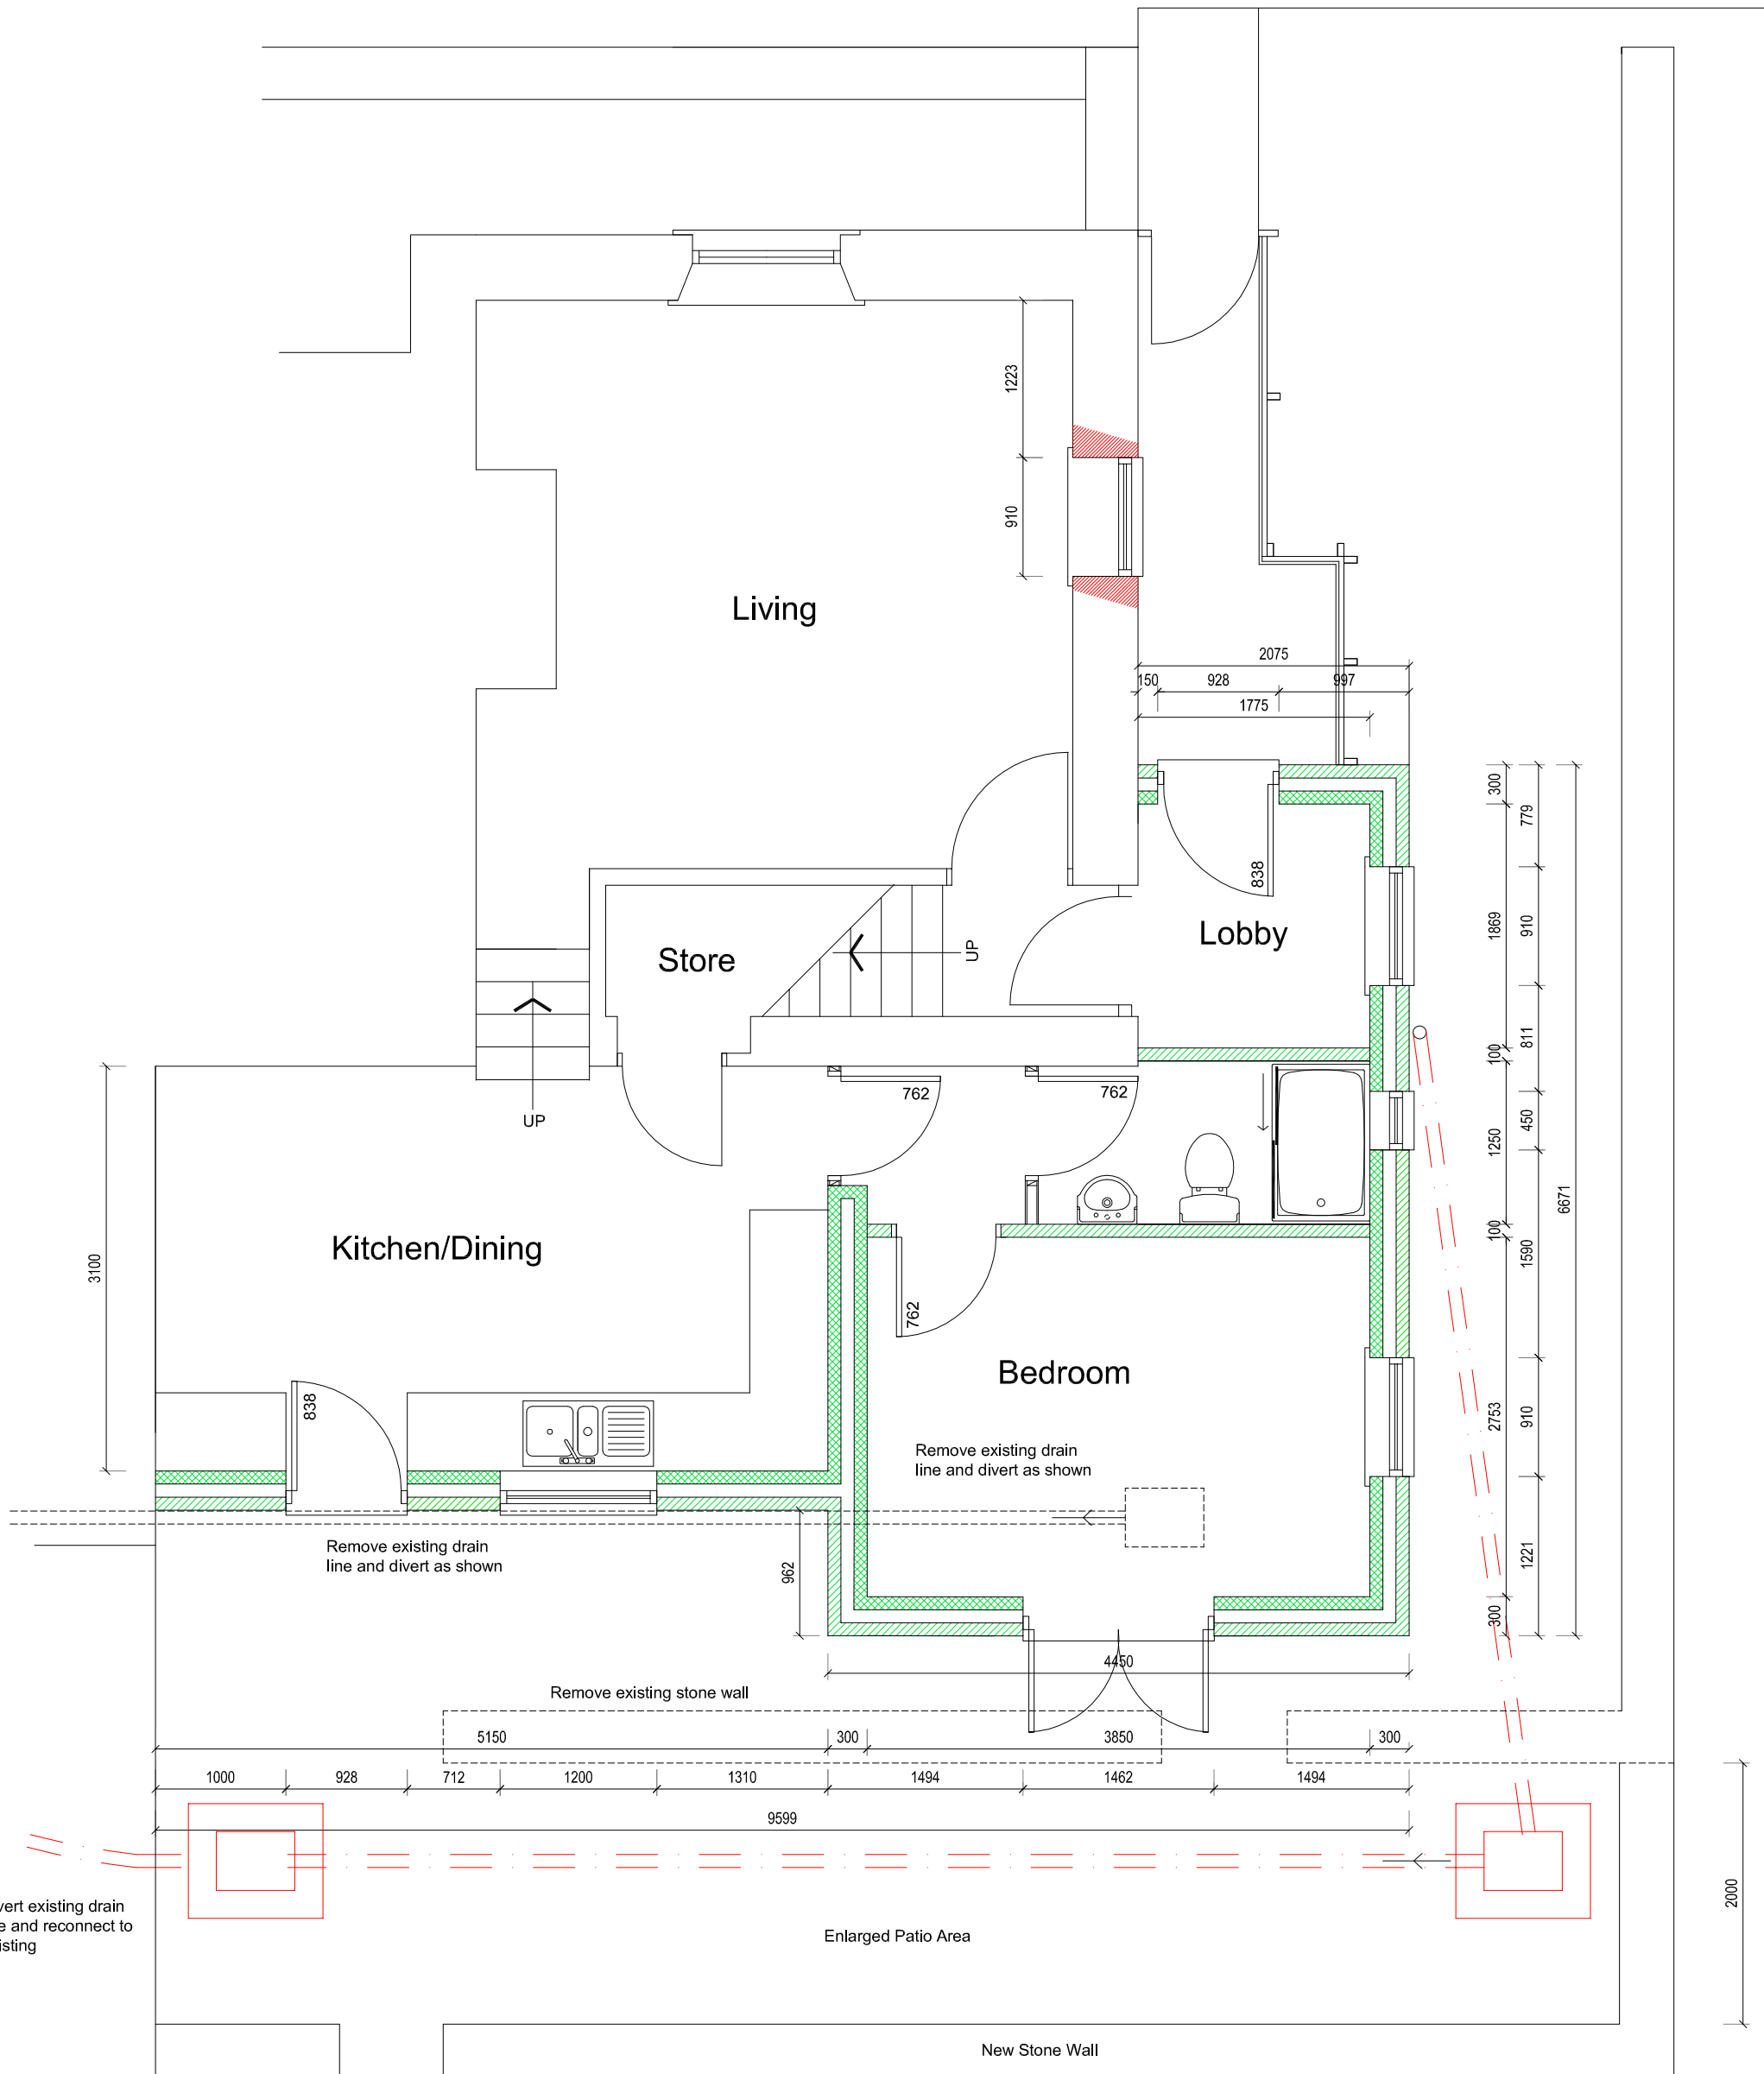 1223
910
Living
2075
150
928
997
1775
300
779
838
Lobby
1869
910
Store
UP
811
100
UP
762
762
450
1250
6671
100
1590
Kitchen/Dining
3100
762
Bedroom
838
2753
910
Remove existing drain
line and divert as shown
Remove existing drain
line and divert as shown
962
1221
300
4450
Remove existing stone wall
5150
300
3850
300
1000
928
712
1200
1310
1494
1462
1494
9599
2000
vert existing drain
e and reconnect to
isting
Enlarged Patio Area
New Stone Wall